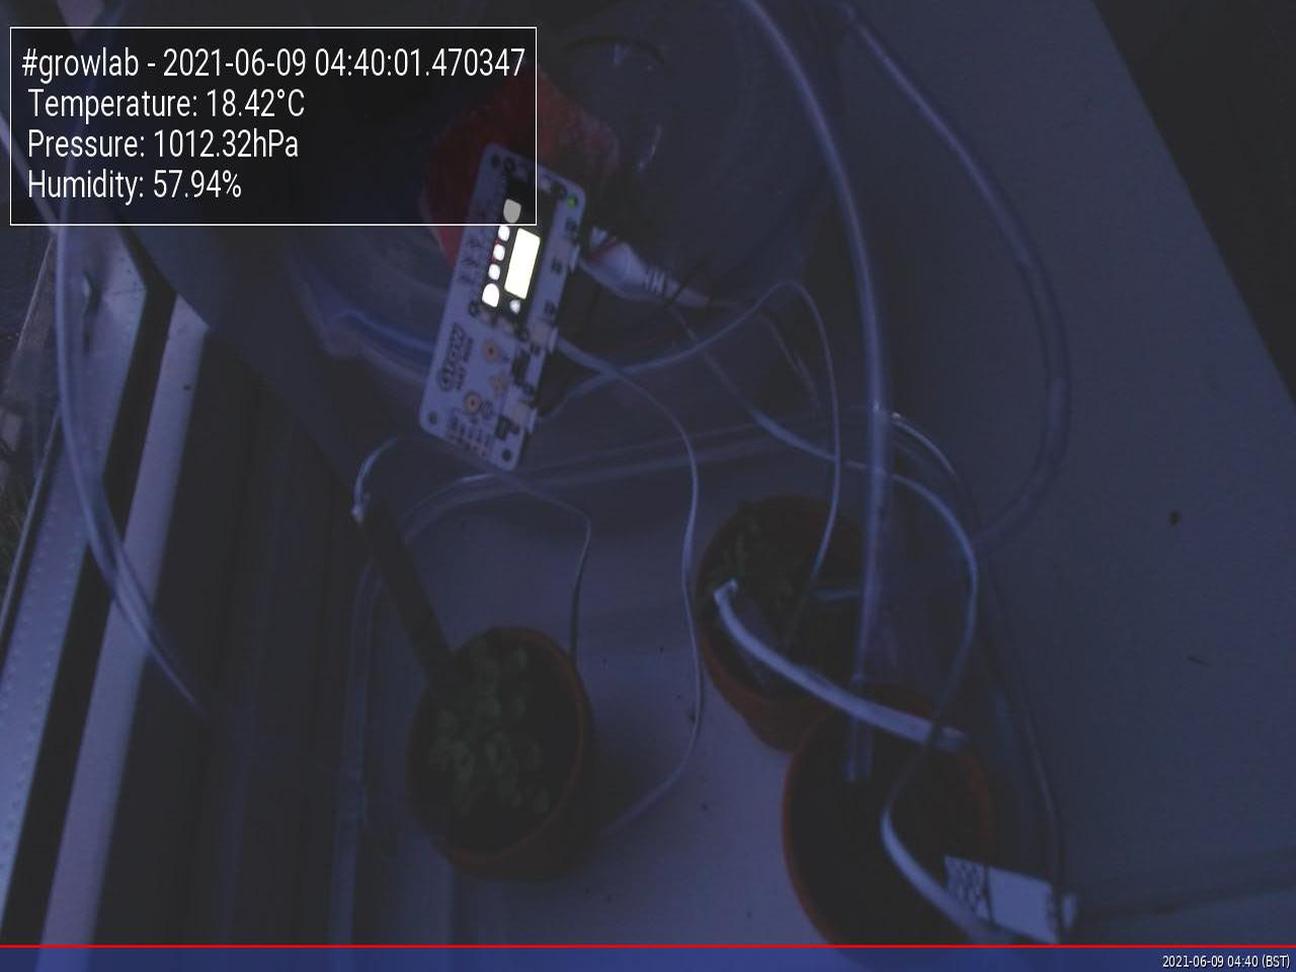 #growlab - 2021-06-09 04:40:01.470347
Temperature: 18.42°C
Pressure: 1012.32hPa
Humidity: 57.94%
GROW
2021-06-09 04:40 (BST)